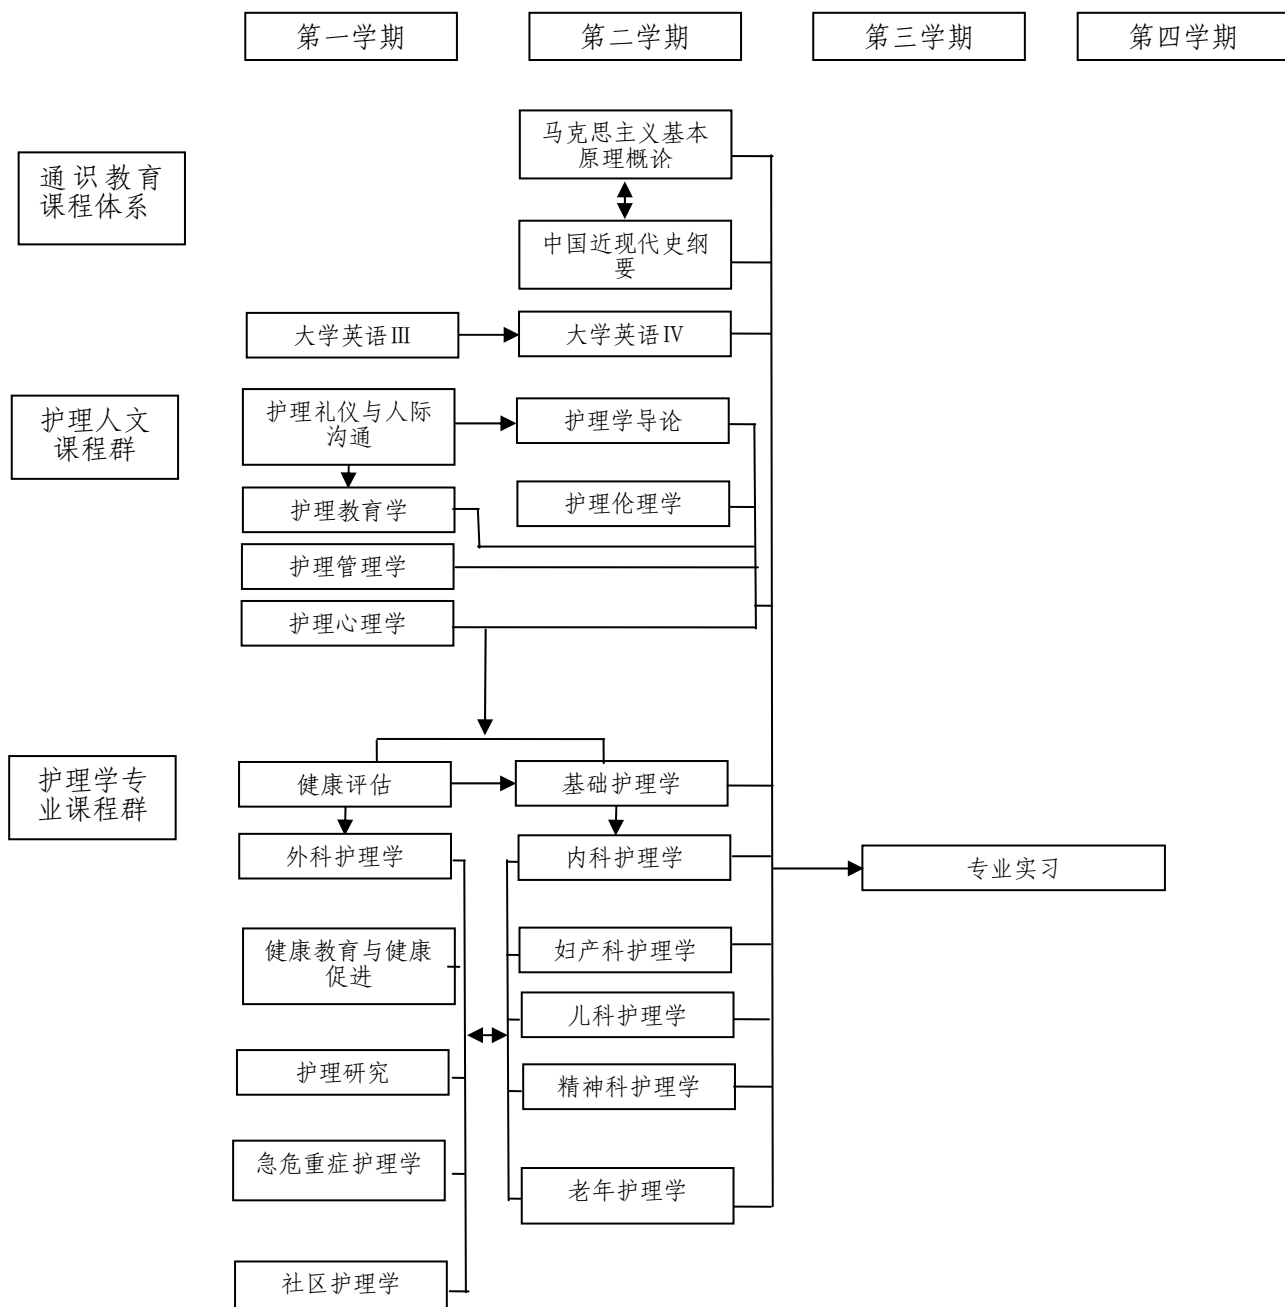 第一学期
第二学期
第三学期
第四学期
通识教育
课程体系
马克思主义基本
原理概论
中国近现代史纲
要
大学英语Ⅲ
大学英语Ⅳ
护理人文
课程群
护理礼仪与人际
沟通
护理学导论
护理教育学
护理伦理学
护理管理学
护理心理学
护理学专
业课程群
健康评估
基础护理学
外科护理学
内科护理学
专业实习
健康教育与健康
促进
妇产科护理学
儿科护理学
护理研究
精神科护理学
急危重症护理学
老年护理学
社区护理学